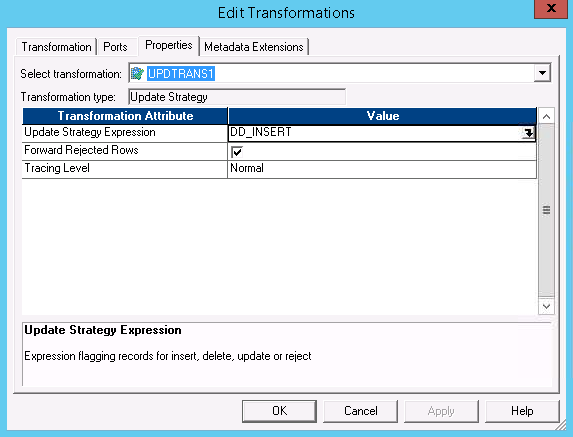 Edit Transformations
x
Transformation Ports Properties Metadata Extensions
Select transformation: UPDTRANS1
Transformation type: Update Strategy
Transformation Attribute Value
Update Strategy Expression DD_INSERT
Forward Rejected Rows
Tracing Level Normal
Update Strategy Expression
Expression flagging records for insert, delete, update or reject
OK Cancel Apply Help